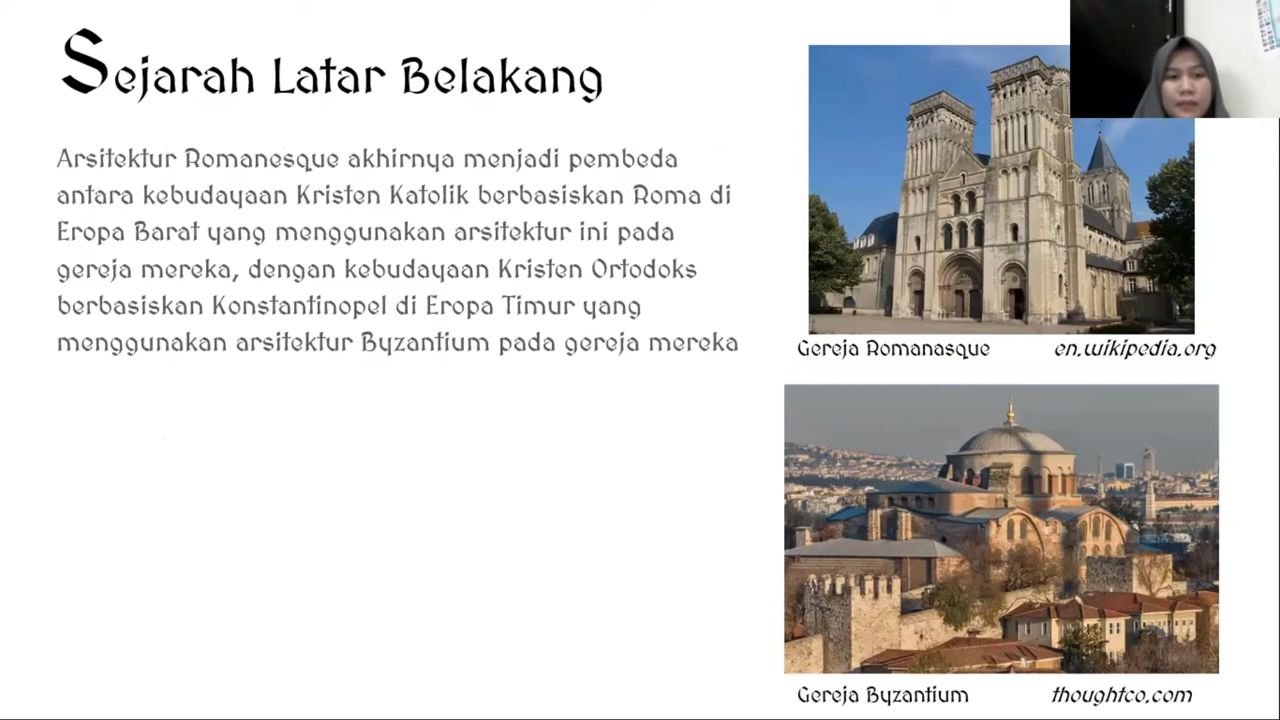 Sejarah Latar Belakang
Arsitektur Romanesque akhirnya menjadi pembeda
antara kebudayaan Kristen Katolik berbasiskan Roma di
Eropa Barat yang menggunakan arsitektur ini pada
gereja mereka, dengan kebudayaan Kristen Ortodoks
berbasiskan Konstantinopel di Eropa Timur yang
menggunakan arsitektur Byzantium pada gereja mereka
Gereja Romanasque en.wikipedia.org
Gereja Byzantium thoughtco.com